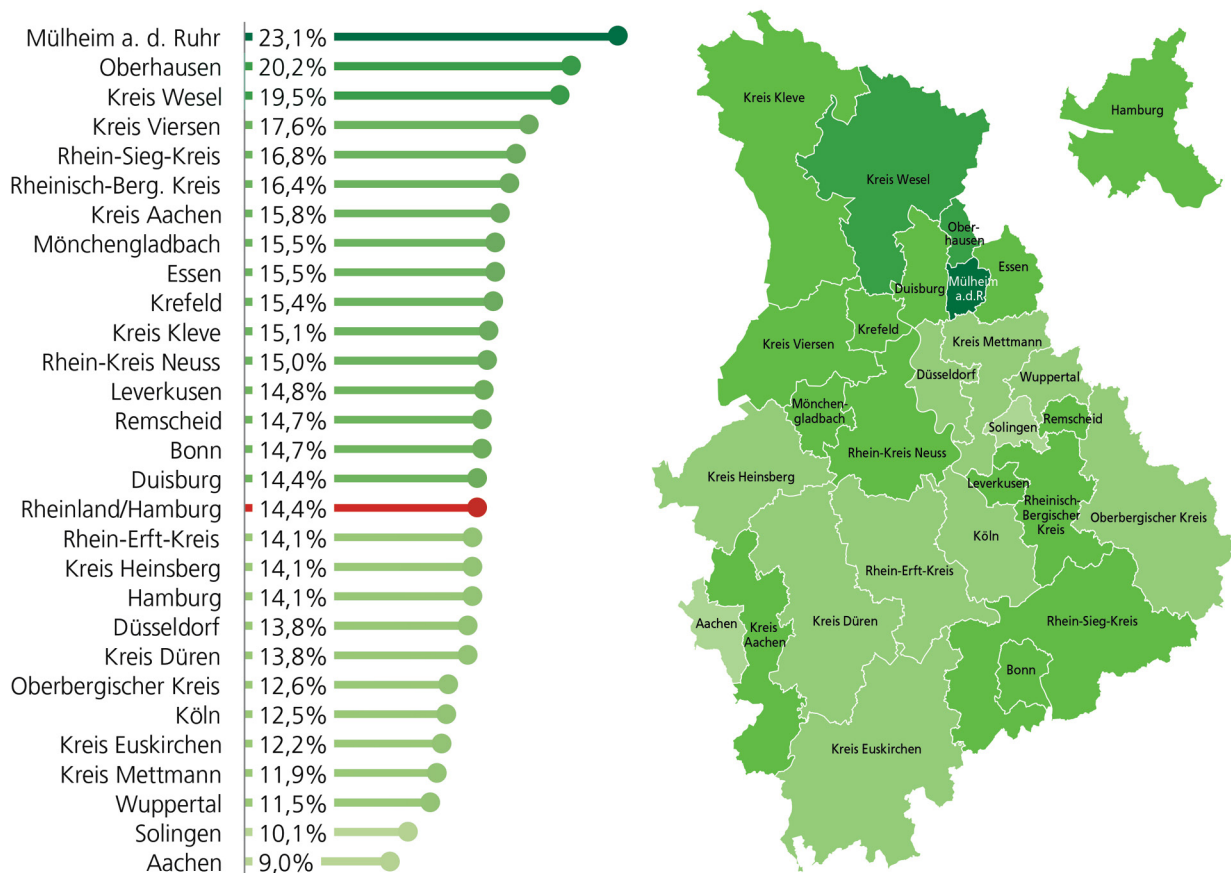 Mülheim a. d. Ruhr 23,1%
Oberhausen 20,2%
Kreis Wesel 19,5%
Kreis Viersen 17,6%
Rhein-Sieg-Kreis 16,8%
Rheinisch-Berg. Kreis 16,4%
Kreis Aachen 15,8%
Mönchengladbach 15,5%
Essen 15,5%
Krefeld 15,4%
Kreis Kleve 15,1%
Rhein-Kreis Neuss 15,0%
Leverkusen 14,8%
Remscheid 14,7%
Bonn 14,7%
Duisburg 14,4%
Rheinland/Hamburg 14,4%
Rhein-Erft-Kreis 14,1%
Kreis Heinsberg 14,1%
Hamburg 14,1%
Düsseldorf 13,8%
Kreis Düren 13,8%
Oberbergischer Kreis 12,6%
Köln 12,5%
Kreis Euskirchen 12,2%
Kreis Mettmann 11,9%
Wuppertal 11,5%
Solingen 10,1%
Aachen 9,0%
Kreis Kleve
Hamburg
Kreis Wesel
Ober-
hausen
Essen
Duisburg
Mülheim
a.d.R.
Krefeld
Kreis Viersen
Kreis Mettmann
Düsseldorf
Wuppertal
Mönchen-
gladbach
Solingen
Remscheid
Rhein-Kreis Neuss
Kreis Heinsberg
Leverkusen
Rheinisch-
Bergischer
Kreis
Oberbergischer Kreis
Köln
Rhein-Erft-Kreis
Aachen
Kreis
Aachen
Kreis Düren
Rhein-Sieg-Kreis
Bonn
Kreis Euskirchen